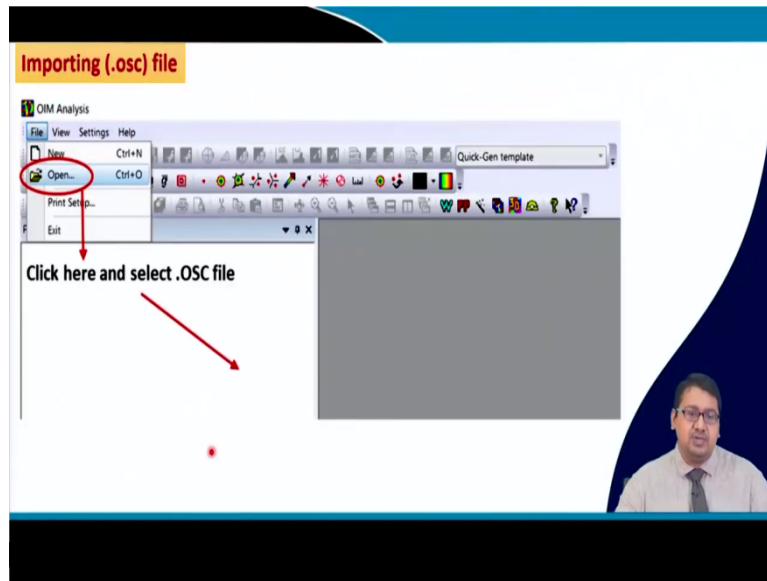 Importing (.osc) file
OIM Analysis
File View Settings Help
New Ctrl+N
Quick-Gen template
Open... Ctrl+O
Print Setup...
Exit
Click here and select .OSC file